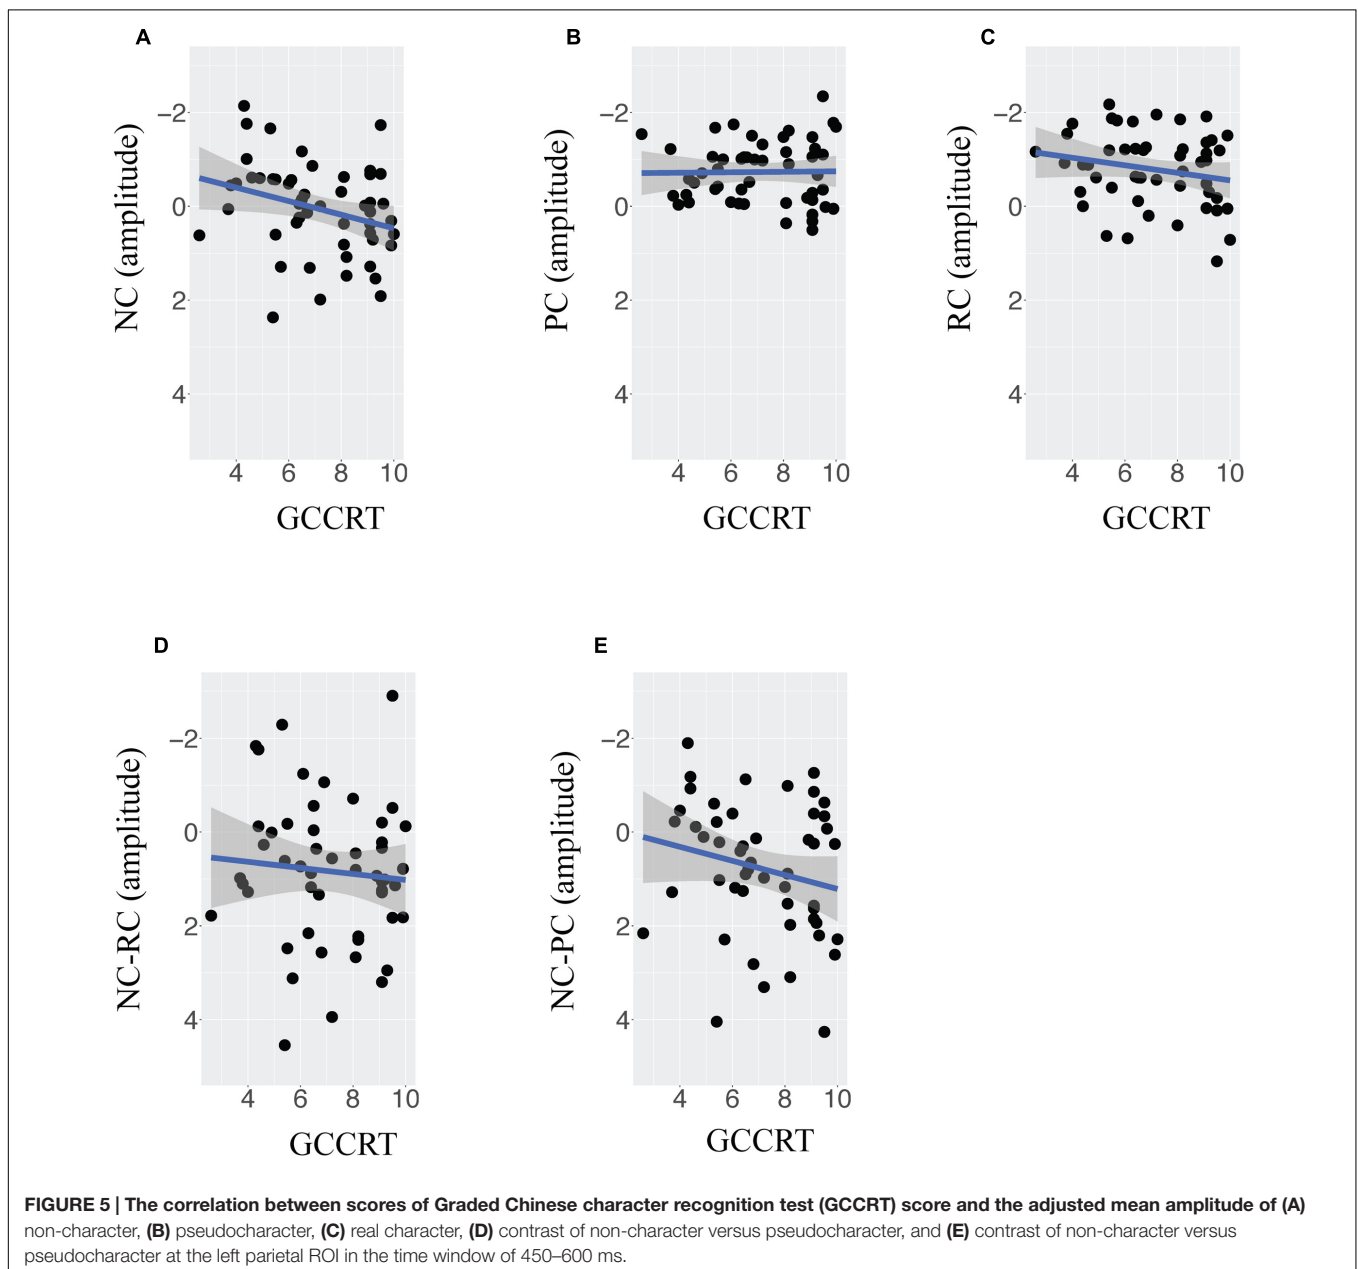 A
B
C
NC (amplitude)
−2
0
2
4
4 6 8 10
GCCRT
PC (amplitude)
−2
0
2
4
4 6 8 10
GCCRT
RC (amplitude)
−2
0
2
4
4 6 8 10
GCCRT
D
E
NC-RC (amplitude)
−2
0
2
4
4 6 8 10
GCCRT
NC-PC (amplitude)
−2
0
2
4
4 6 8 10
GCCRT
FIGURE 5 | The correlation between scores of Graded Chinese character recognition test (GCCRT) score and the adjusted mean amplitude of (A)
non-character, (B) pseudocharacter, (C) real character, (D) contrast of non-character versus pseudocharacter, and (E) contrast of non-character versus
pseudocharacter at the left parietal ROI in the time window of 450–600 ms.